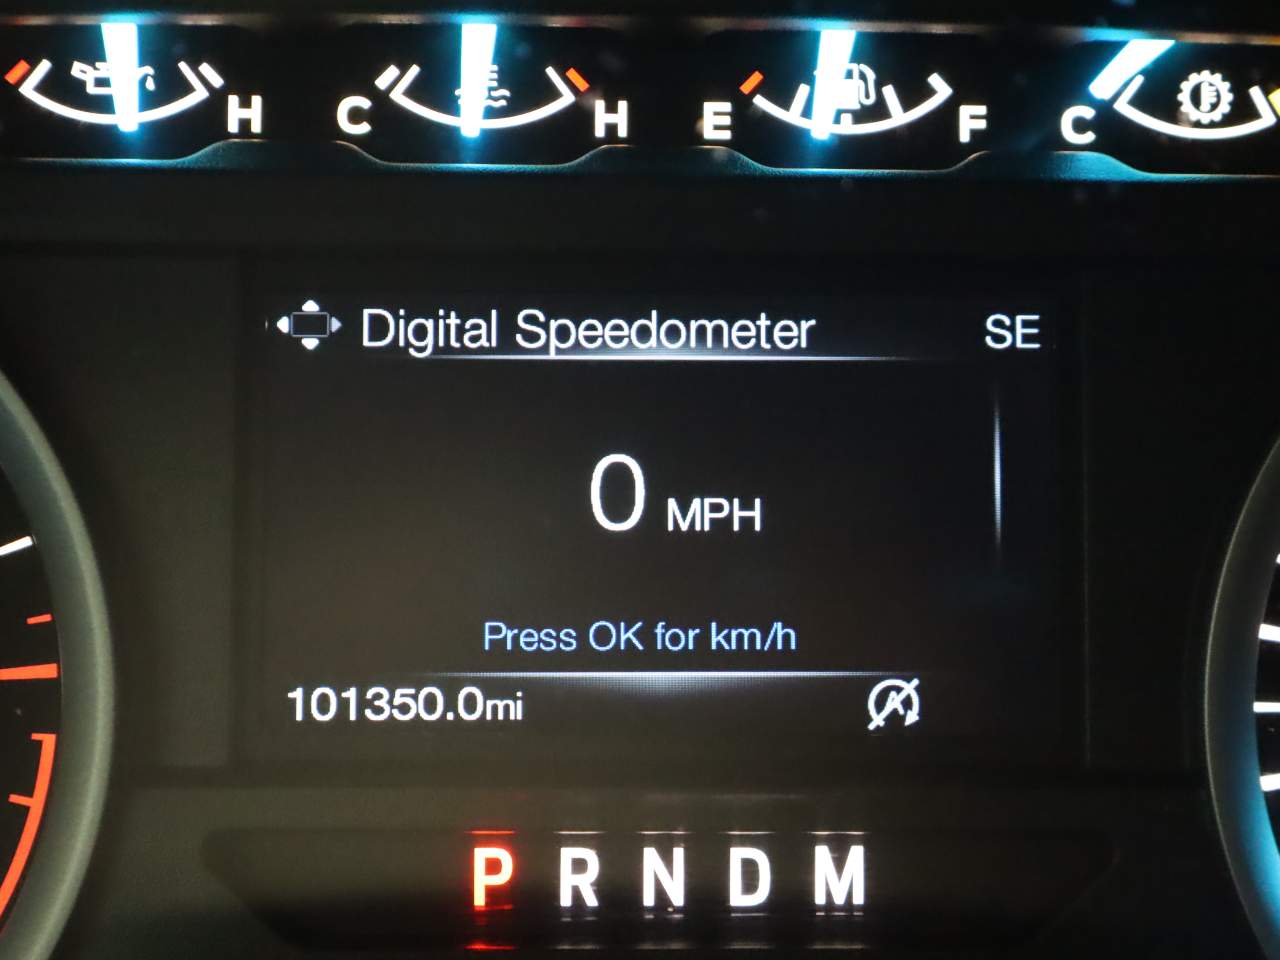 H C H E F C
Digital Speedometer SE
0 MPH
Press OK for km/h
101350.0mi
A
P R N D M